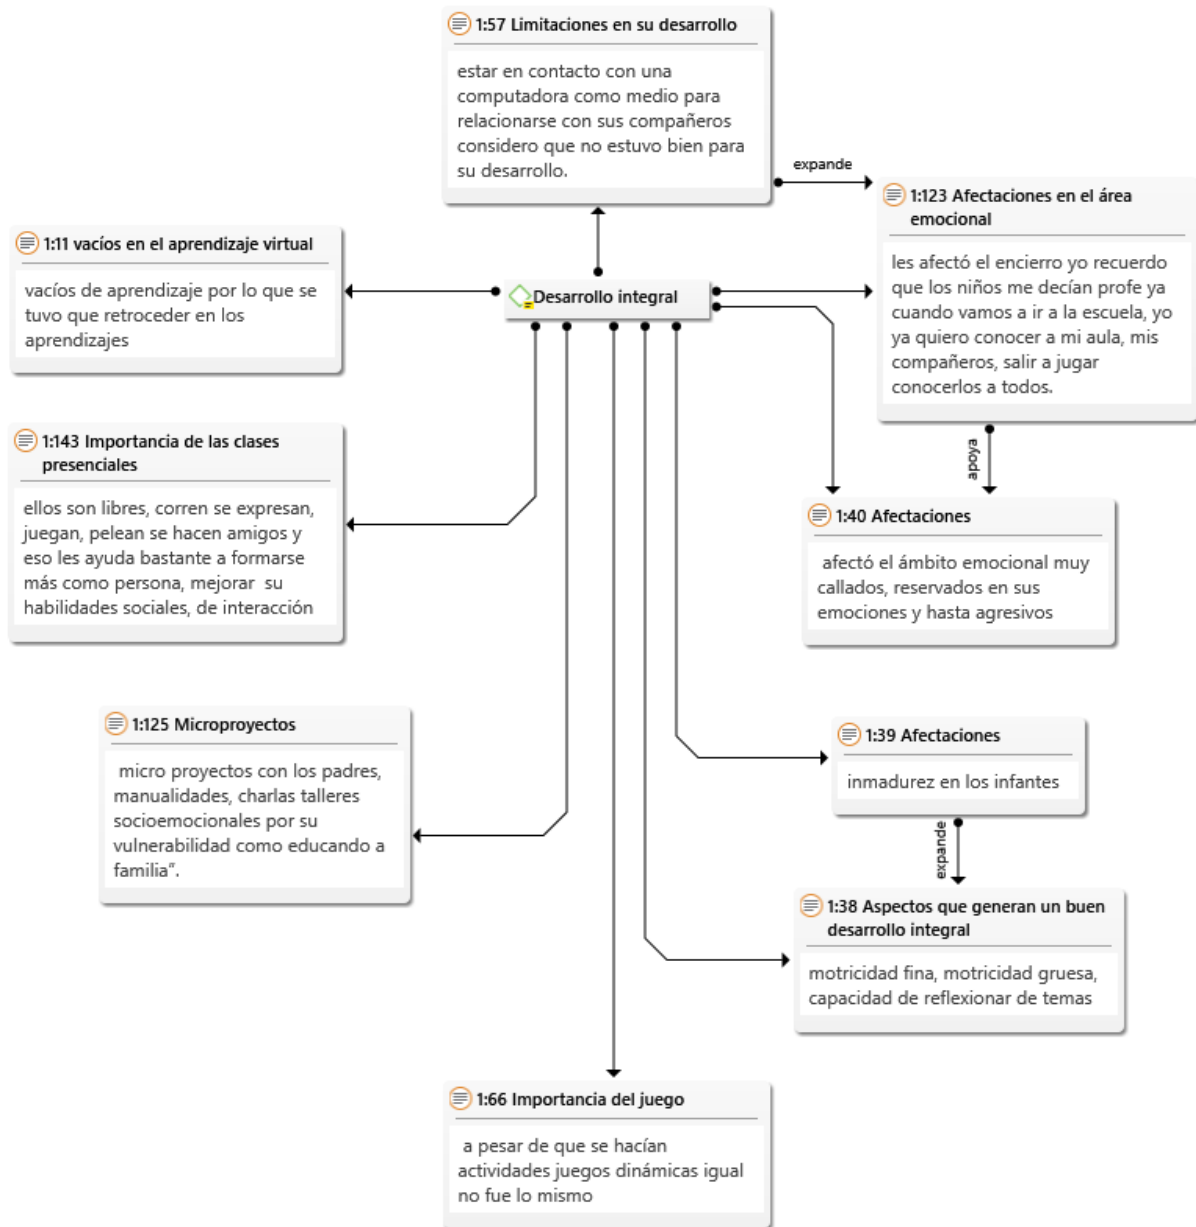 1:57 Limitaciones en su desarrollo
estar en contacto con una
computadora como medio para
relacionarse con sus compañeros
considero que no estuvo bien para
su desarrollo.
expande
1:123 Afectaciones en el área
emocional
les afectó el encierro yo recuerdo
que los niños me decían profe ya
cuando vamos a ir a la escuela, yo
ya quiero conocer a mi aula, mis
compañeros, salir a jugar
conocerlos a todos.
1:11 vacíos en el aprendizaje virtual
vacíos de aprendizaje por lo que se
tuvo que retroceder en los
aprendizajes
Desarrollo integral
1:143 Importancia de las clases
presenciales
ellos son libres, corren se expresan,
juegan, pelean se hacen amigos y
eso les ayuda bastante a formarse
más como persona, mejorar su
habilidades sociales, de interacción
apoya
1:40 Afectaciones
afectó el ámbito emocional muy
callados, reservados en sus
emociones y hasta agresivos
1:125 Microproyectos
micro proyectos con los padres,
manualidades, charlas talleres
socioemocionales por su
vulnerabilidad como educando a
familia”.
1:39 Afectaciones
inmadurez en los infantes
expande
1:38 Aspectos que generan un buen
desarrollo integral
motricidad fina, motricidad gruesa,
capacidad de reflexionar de temas
1:66 Importancia del juego
a pesar de que se hacían
actividades juegos dinámicas igual
no fue lo mismo